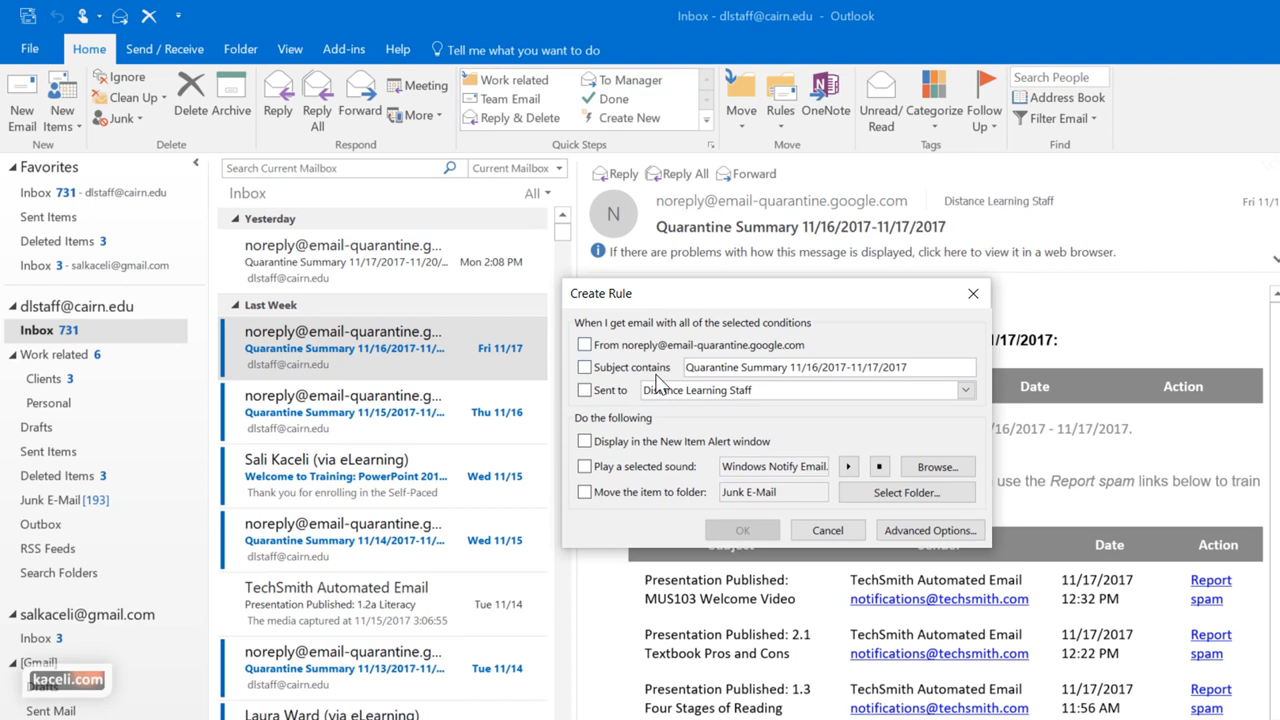 Inbox - dlstaff@cairn.edu - Outlook
File Home Send / Receive Folder View Add-ins Help Tell me what you want to do
New Email
New Items
Ignore
Clean Up
Junk
Delete
Archive
Reply
Reply All
Forward
Meeting
More
Work related
Team Email
Reply & Delete
To Manager
Done
Create New
Move
Rules
OneNote
Unread/ Read
Categorize
Follow Up
Search People
Address Book
Filter Email
New Delete Respond Quick Steps Move Tags Find
Favorites
Inbox 731 - dlstaff@cairn.edu
Sent Items
Deleted Items 3
Inbox 3 - salkaceli@gmail.com
dlstaff@cairn.edu
Inbox 731
Work related 6
Clients 3
Personal
Drafts
Sent Items
Deleted Items 3
Junk E-Mail [193]
Outbox
RSS Feeds
Search Folders
salkaceli@gmail.com
Inbox 3
[Gmail]
kaceli.com
Drafts
Sent Mail
Search Current Mailbox Current Mailbox
Inbox All
Yesterday
noreply@email-quarantine.g...
Quarantine Summary 11/17/2017-11/20/... Mon 2:08 PM
dlstaff@cairn.edu
Last Week
noreply@email-quarantine.g...
Quarantine Summary 11/16/2017-11/... Fri 11/17
dlstaff@cairn.edu
noreply@email-quarantine.g...
Quarantine Summary 11/15/2017-11/... Thu 11/16
dlstaff@cairn.edu
Sali Kaceli (via eLearning)
Welcome to Training: PowerPoint 201... Wed 11/15
Thank you for enrolling in the Self-Paced
noreply@email-quarantine.g...
Quarantine Summary 11/14/2017-11/... Wed 11/15
dlstaff@cairn.edu
TechSmith Automated Email
Presentation Published: 1.2a Literacy Tue 11/14
The media captured at 11/15/2017 3:06:55
noreply@email-quarantine.g...
Quarantine Summary 11/13/2017-11/... Tue 11/14
dlstaff@cairn.edu
Laura Ward (via eLearning)
Reply Reply All Forward
N
noreply@email-quarantine.google.com Distance Learning Staff Fri 11/1
Quarantine Summary 11/16/2017-11/17/2017
If there are problems with how this message is displayed, click here to view it in a web browser.
Create Rule
When I get email with all of the selected conditions
From noreply@email-quarantine.google.com
Subject contains Quarantine Summary 11/16/2017-11/17/2017
Sent to Distance Learning Staff
Do the following
Display in the New Item Alert window
Play a selected sound: Windows Notify Email. Browse...
Move the item to folder: Junk E-Mail Select Folder...
OK Cancel Advanced Options...
1/17/2017:
Date Action
/16/2017 - 11/17/2017.
use the Report spam links below to train
Date Action
Presentation Published: TechSmith Automated Email 11/17/2017 Report
MUS103 Welcome Video notifications@techsmith.com 12:32 PM spam
Presentation Published: 2.1 TechSmith Automated Email 11/17/2017 Report
Textbook Pros and Cons notifications@techsmith.com 12:22 PM spam
Presentation Published: 1.3 TechSmith Automated Email 11/17/2017 Report
Four Stages of Reading notifications@techsmith.com 11:56 AM spam